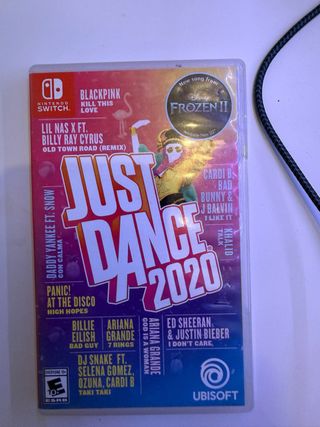 NINTENDO
SWITCH
BLACKPINK
KILL THIS
LOVE
New song from
Disney
FROZEN II
LIL NAS X FT.
BILLY RAY CYRUS
OLD TOWN ROAD (REMIX)
JUST
DANCE
2020
CARDI B
BAD
BUNNY &
J BALVIN
I LIKE IT
DADDY YANKEE FT. SNOW
CON CALMA
KHALID
TALK
PANIC!
AT THE DISCO
HIGH HOPES
BILLIE
EILISH
BAD GUY
ARIANA
GRANDE
7 RINGS
ARIANA GRANDE
GOD IS A WOMAN
ED SHEERAN
& JUSTIN BIEBER
I DON'T CARE
DJ SNAKE FT.
SELENA GOMEZ,
OZUNA, CARDI B
TAKI TAKI
E
ESRB
UBISOFT